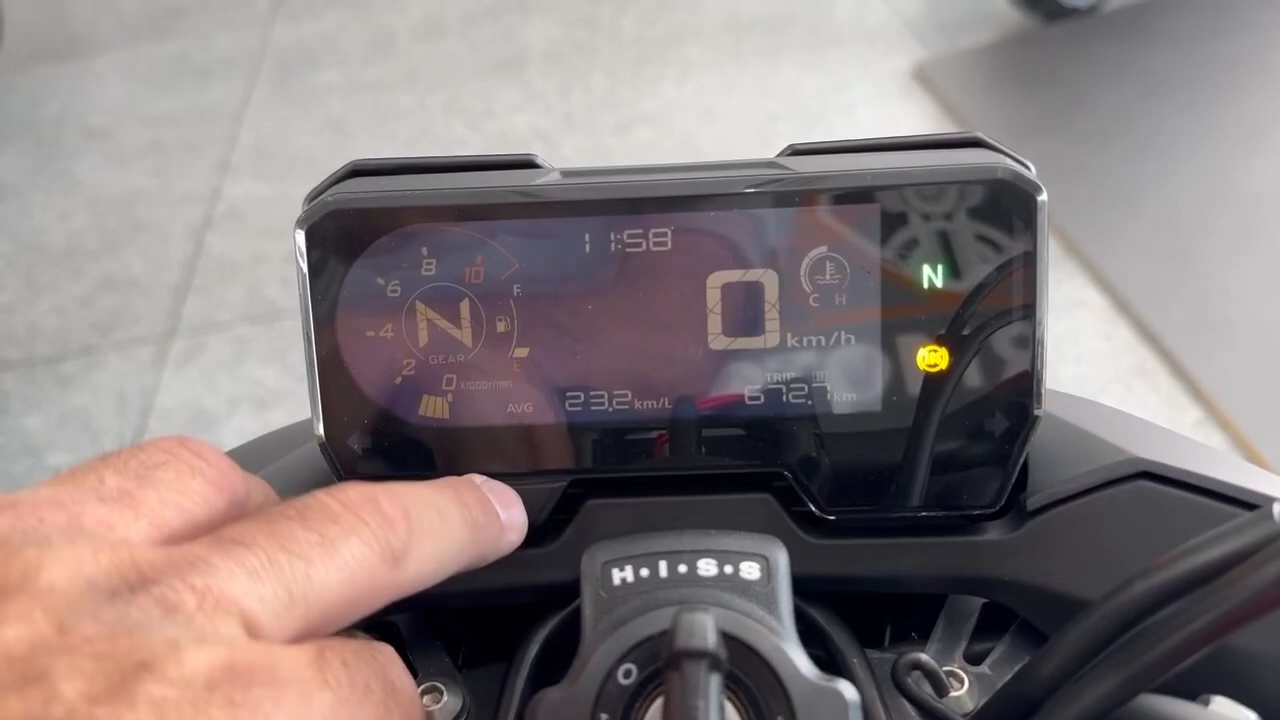 11:58
8
10
6
F
4
N
GEAR
2
E
0 x1000r/min
0
km/h
C H
N
AVG 23.2 km/L
TRIP B
672.7 km
H·I·S·S